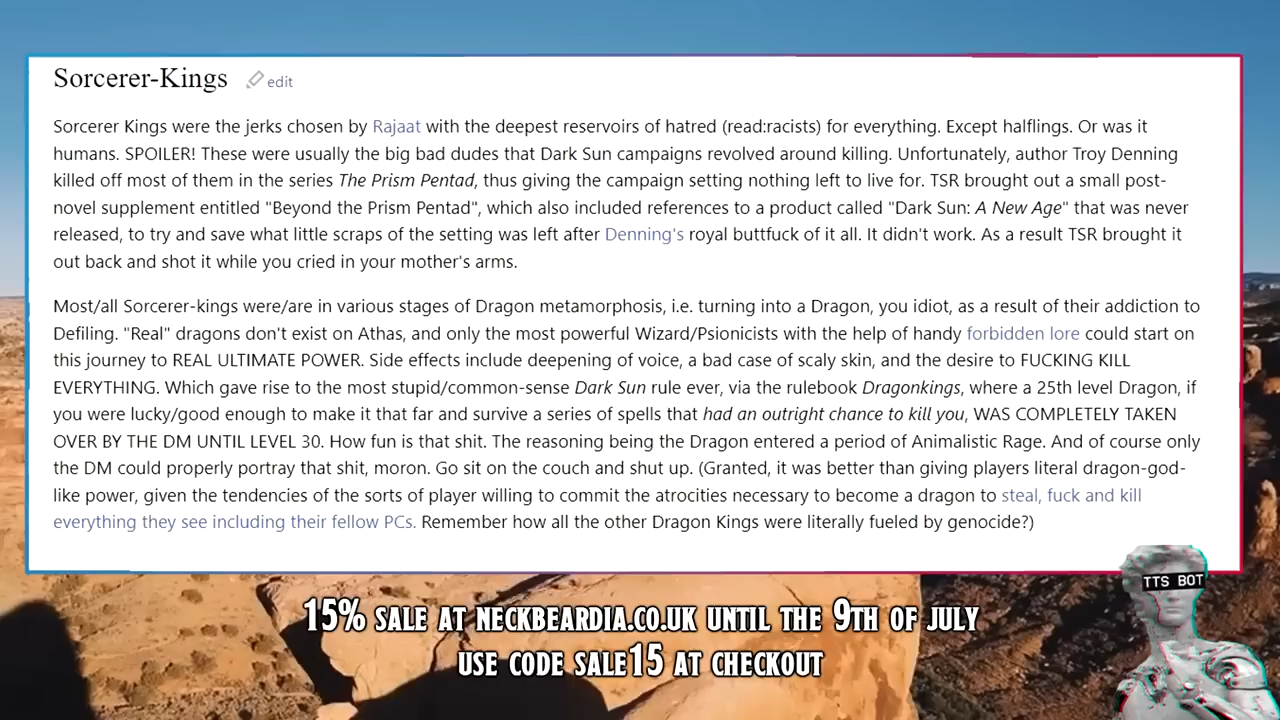 Sorcerer-Kings edit
Sorcerer Kings were the jerks chosen by Rajaat with the deepest reservoirs of hatred (read:racists) for everything. Except halflings. Or was it
humans. SPOILER! These were usually the big bad dudes that Dark Sun campaigns revolved around killing. Unfortunately, author Troy Denning
killed off most of them in the series The Prism Pentad, thus giving the campaign setting nothing left to live for. TSR brought out a small post-
novel supplement entitled "Beyond the Prism Pentad", which also included references to a product called "Dark Sun: A New Age" that was never
released, to try and save what little scraps of the setting was left after Denning's royal buttfuck of it all. It didn't work. As a result TSR brought it
out back and shot it while you cried in your mother's arms.
Most/all Sorcerer-kings were/are in various stages of Dragon metamorphosis, i.e. turning into a Dragon, you idiot, as a result of their addiction to
Defiling. "Real" dragons don't exist on Athas, and only the most powerful Wizard/Psionicists with the help of handy forbidden lore could start on
this journey to REAL ULTIMATE POWER. Side effects include deepening of voice, a bad case of scaly skin, and the desire to FUCKING KILL
EVERYTHING. Which gave rise to the most stupid/common-sense Dark Sun rule ever, via the rulebook Dragonkings, where a 25th level Dragon, if
you were lucky/good enough to make it that far and survive a series of spells that had an outright chance to kill you, WAS COMPLETELY TAKEN
OVER BY THE DM UNTIL LEVEL 30. How fun is that shit. The reasoning being the Dragon entered a period of Animalistic Rage. And of course only
the DM could properly portray that shit, moron. Go sit on the couch and shut up. (Granted, it was better than giving players literal dragon-god-
like power, given the tendencies of the sorts of player willing to commit the atrocities necessary to become a dragon to steal, fuck and kill
everything they see including their fellow PCs. Remember how all the other Dragon Kings were literally fueled by genocide?)
TTS BOT
15% SALE AT NECKBEARDIA.CO.UK UNTIL THE 9TH OF JULY
USE CODE SALE15 AT CHECKOUT